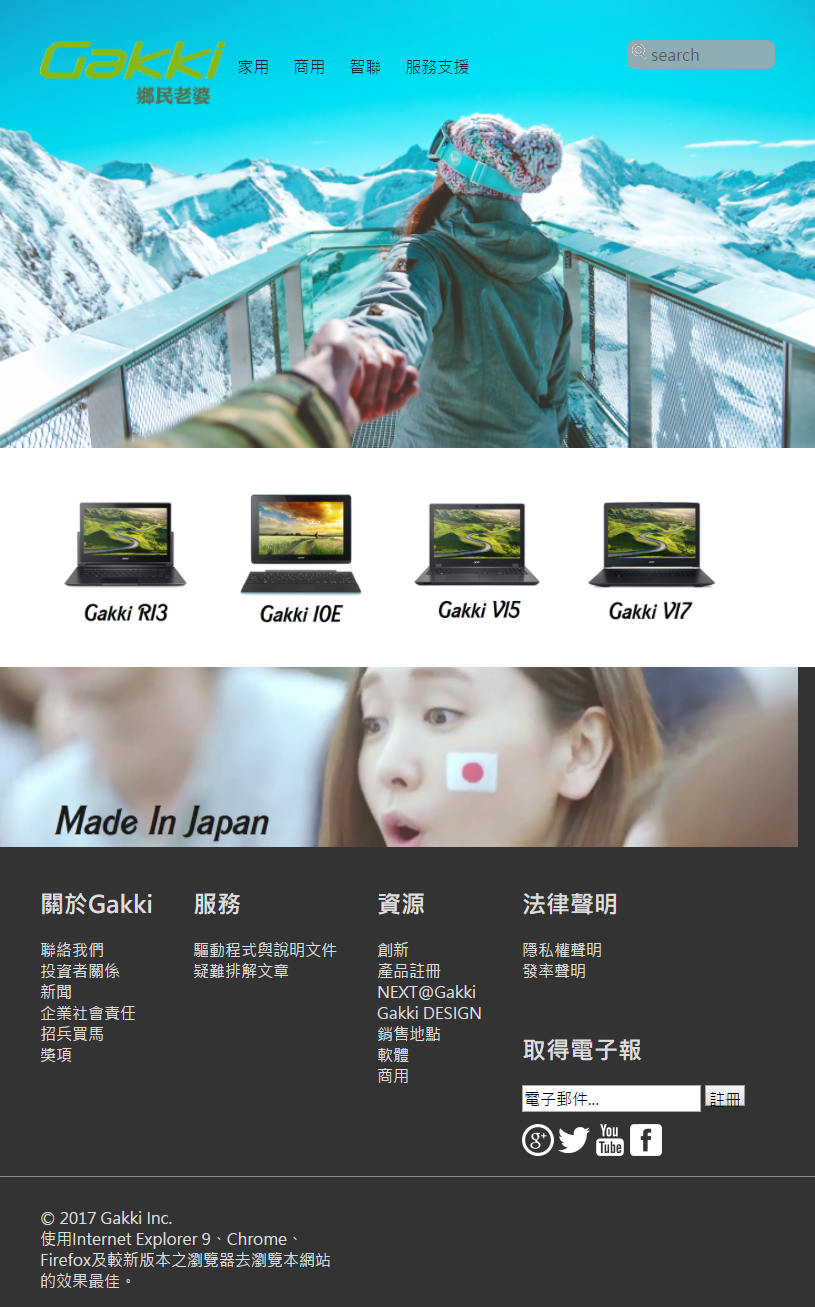 Gakki
鄉民老婆
家用 商用 智聯 服務支援
search
Gakki R13
Gakki 10E
Gakki V15
Gakki V17
Made In Japan
關於Gakki
聯絡我們
投資者關係
新聞
企業社會責任
招兵買馬
獎項
服務
驅動程式與說明文件
疑難排解文章
資源
創新
產品註冊
NEXT@Gakki
Gakki DESIGN
銷售地點
軟體
商用
法律聲明
隱私權聲明
發率聲明
取得電子報
電子郵件... 註冊
g+ You Tube f
© 2017 Gakki Inc.
使用Internet Explorer 9、Chrome、
Firefox及較新版本之瀏覽器去瀏覽本網站
的效果最佳。